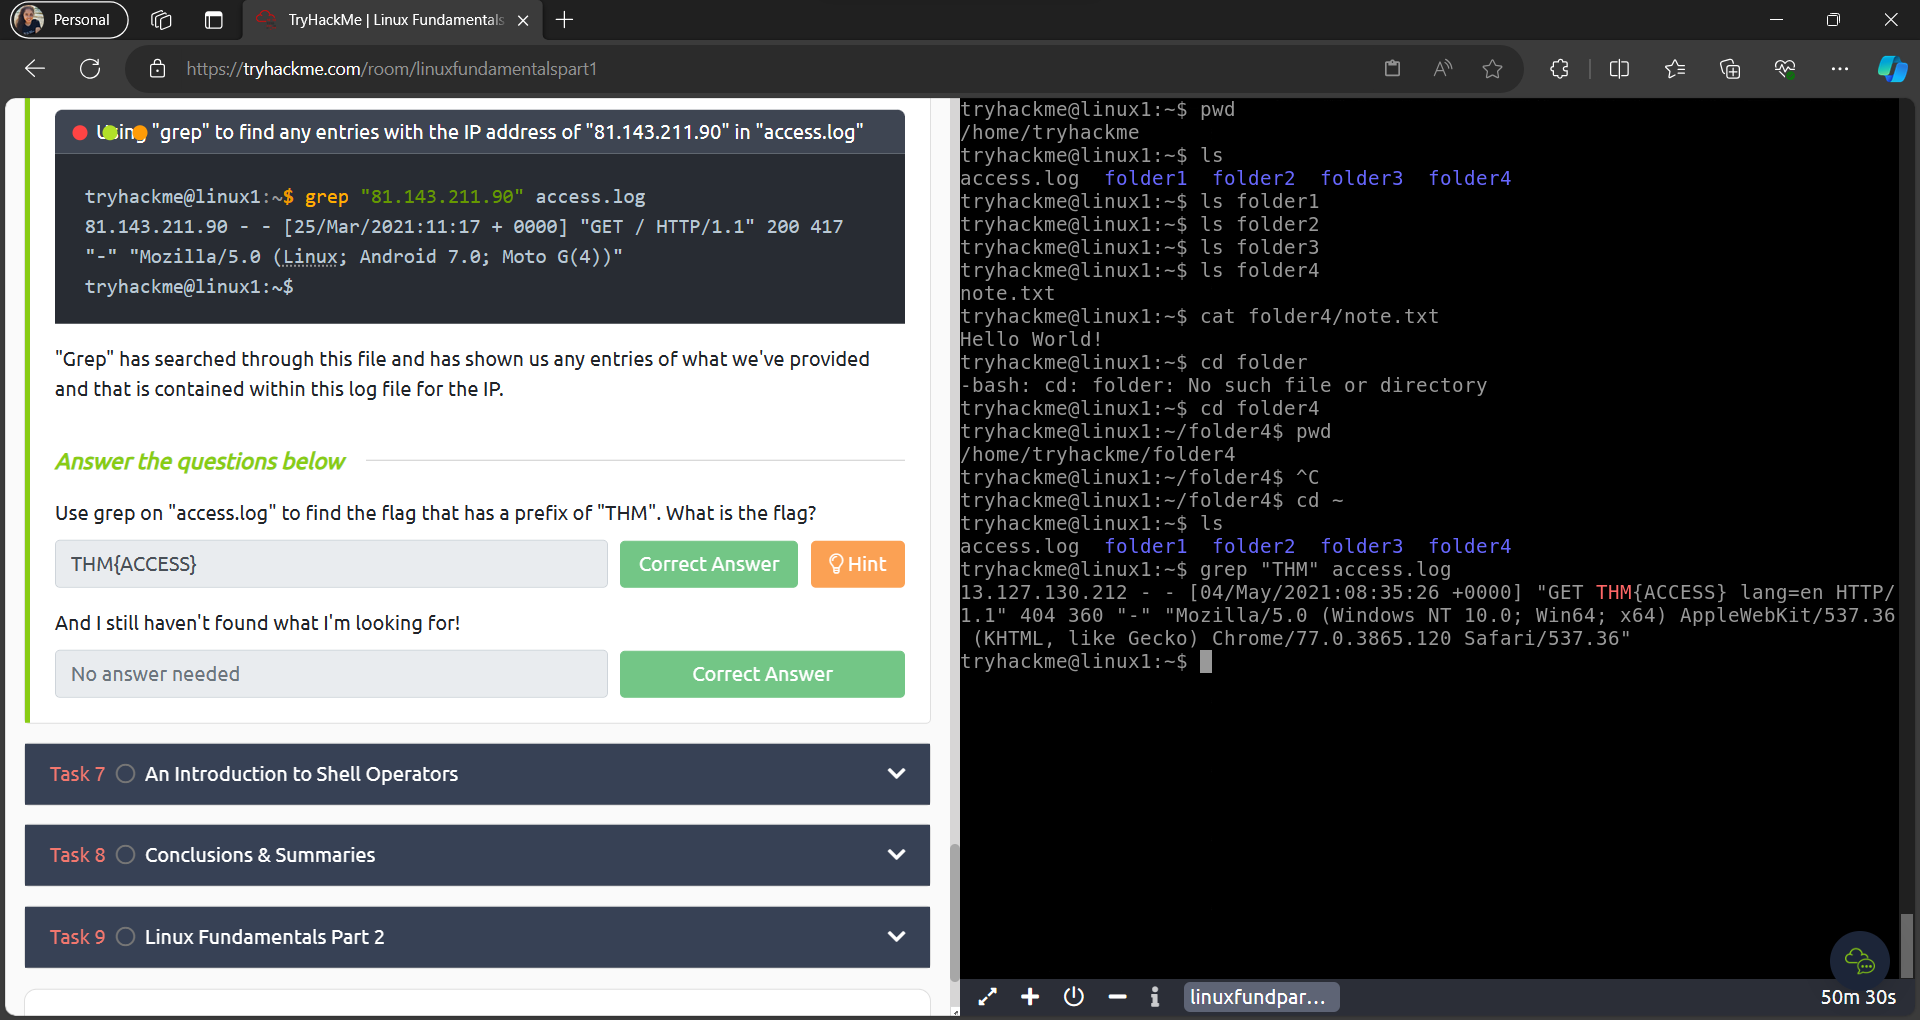 Personal
TryHackMe | Linux Fundamentals
https://tryhackme.com/room/linuxfundamentalspart1
Using "grep" to find any entries with the IP address of "81.143.211.90" in "access.log"
tryhackme@linux1:~$ grep "81.143.211.90" access.log
81.143.211.90 - - [25/Mar/2021:11:17 + 0000] "GET / HTTP/1.1" 200 417
"-" "Mozilla/5.0 (Linux; Android 7.0; Moto G(4))"
tryhackme@linux1:~$
"Grep" has searched through this file and has shown us any entries of what we've provided
and that is contained within this log file for the IP.
Answer the questions below
Use grep on "access.log" to find the flag that has a prefix of "THM". What is the flag?
THM{ACCESS}
Correct Answer
Hint
And I still haven't found what I'm looking for!
No answer needed
Correct Answer
Task 7 An Introduction to Shell Operators
Task 8 Conclusions & Summaries
Task 9 Linux Fundamentals Part 2
tryhackme@linux1:~$ pwd
/home/tryhackme
tryhackme@linux1:~$ ls
access.log folder1 folder2 folder3 folder4
tryhackme@linux1:~$ ls folder1
tryhackme@linux1:~$ ls folder2
tryhackme@linux1:~$ ls folder3
tryhackme@linux1:~$ ls folder4
note.txt
tryhackme@linux1:~$ cat folder4/note.txt
Hello World!
tryhackme@linux1:~$ cd folder
-bash: cd: folder: No such file or directory
tryhackme@linux1:~$ cd folder4
tryhackme@linux1:~/folder4$ pwd
/home/tryhackme/folder4
tryhackme@linux1:~/folder4$ ^C
tryhackme@linux1:~/folder4$ cd ~
tryhackme@linux1:~$ ls
access.log folder1 folder2 folder3 folder4
tryhackme@linux1:~$ grep "THM" access.log
13.127.130.212 - - [04/May/2021:08:35:26 +0000] "GET THM{ACCESS} lang=en HTTP/
1.1" 404 360 "-" "Mozilla/5.0 (Windows NT 10.0; Win64; x64) AppleWebKit/537.36
(KHTML, like Gecko) Chrome/77.0.3865.120 Safari/537.36"
tryhackme@linux1:~$
linuxfundpar...
50m 30s